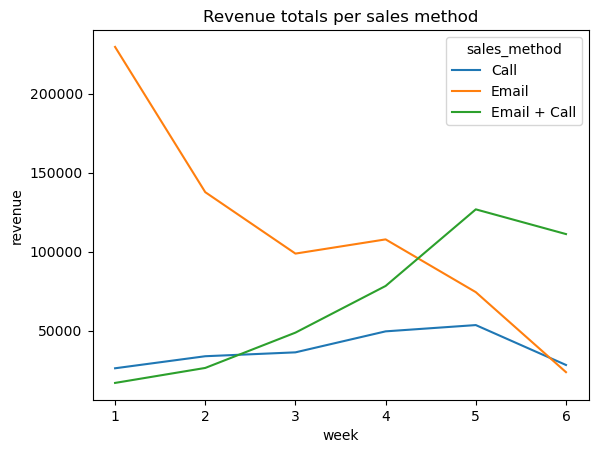 Revenue totals per sales method
sales_method
Call
Email
Email + Call
200000
150000
100000
50000
revenue
1 2 3 4 5 6
week